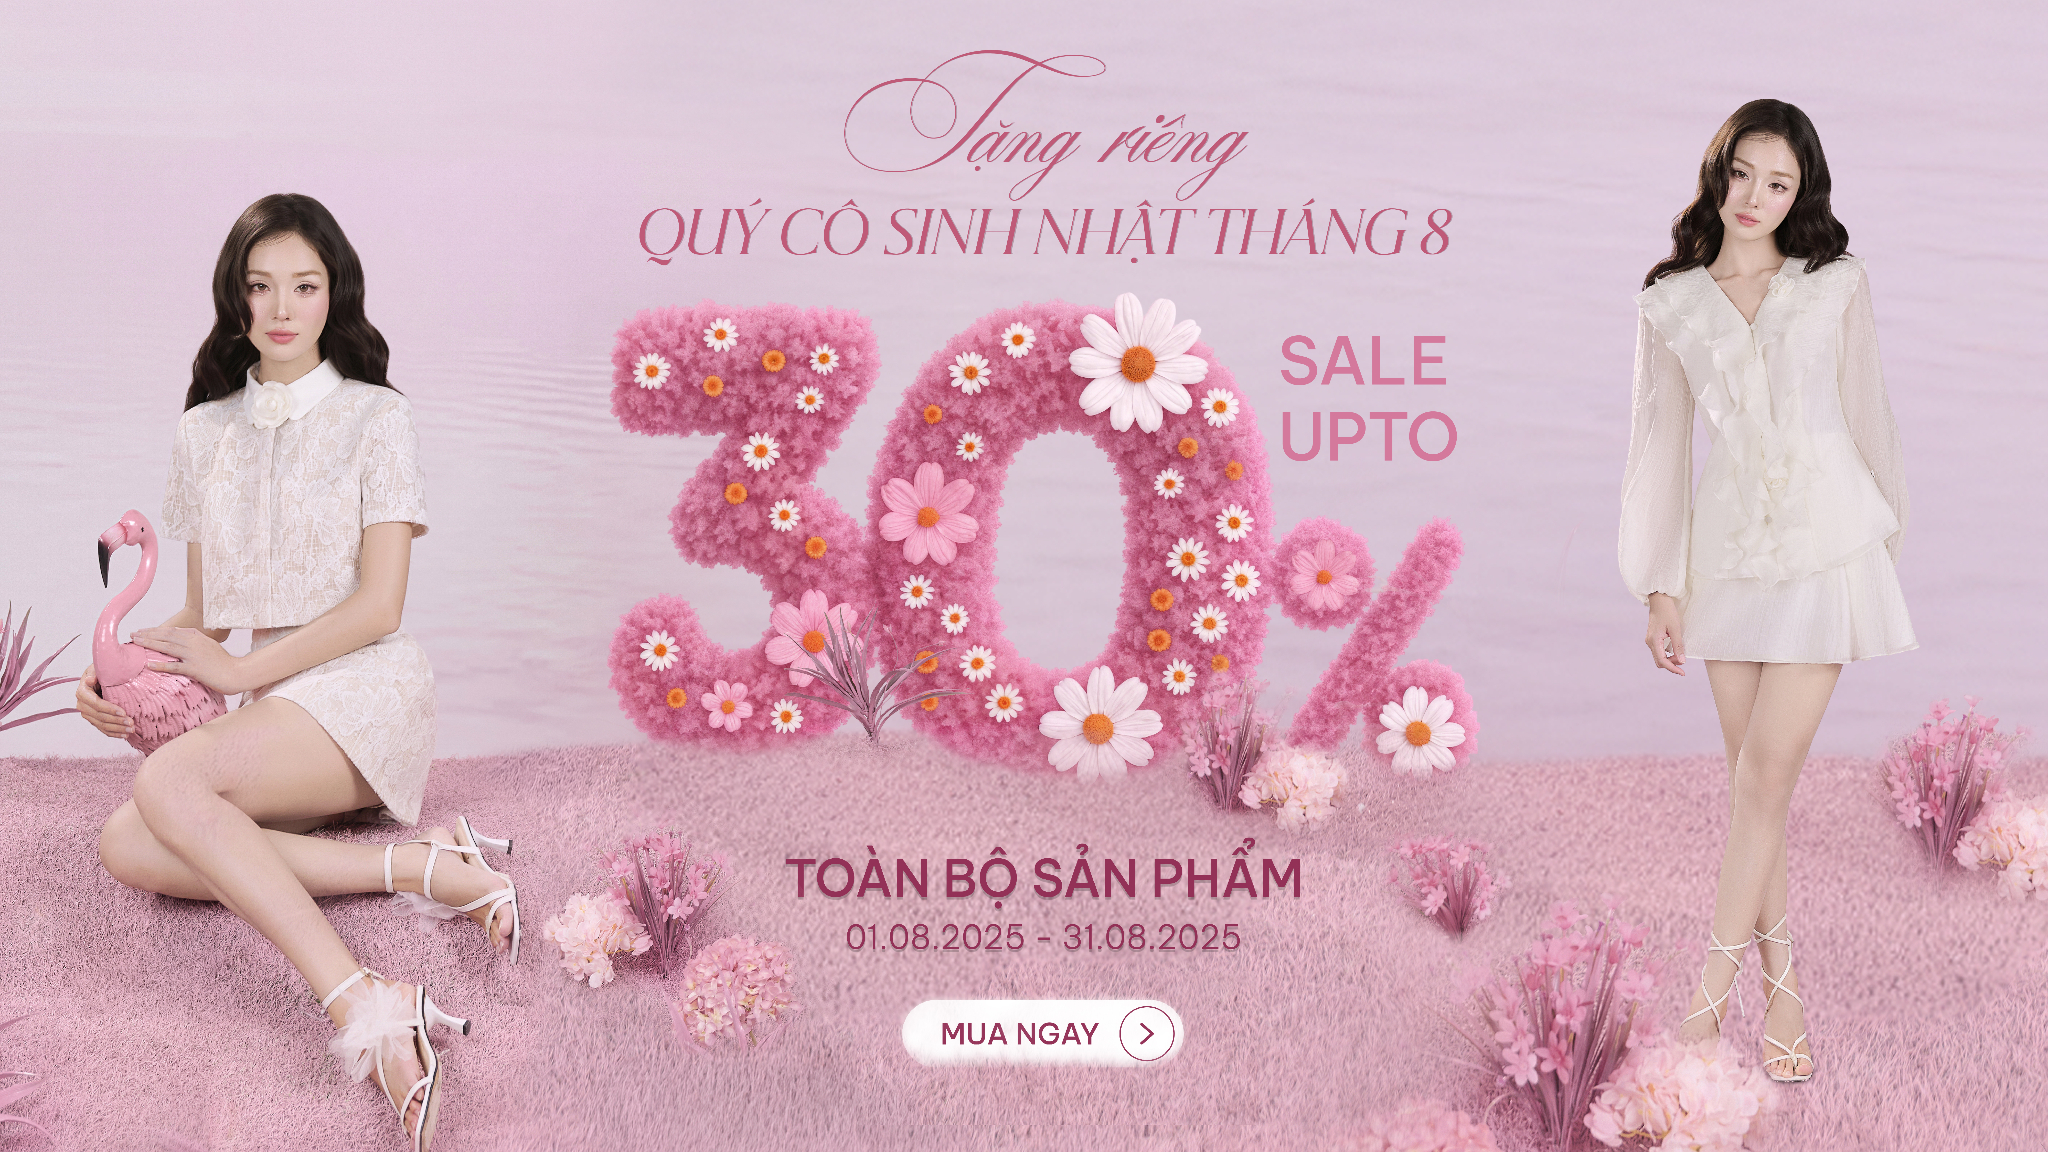 Tặng riêng
QUÝ CÔ SINH NHẬT THÁNG 8
SALE
UPTO
30%
TOÀN BỘ SẢN PHẨM
01.08.2025 - 31.08.2025
MUA NGAY